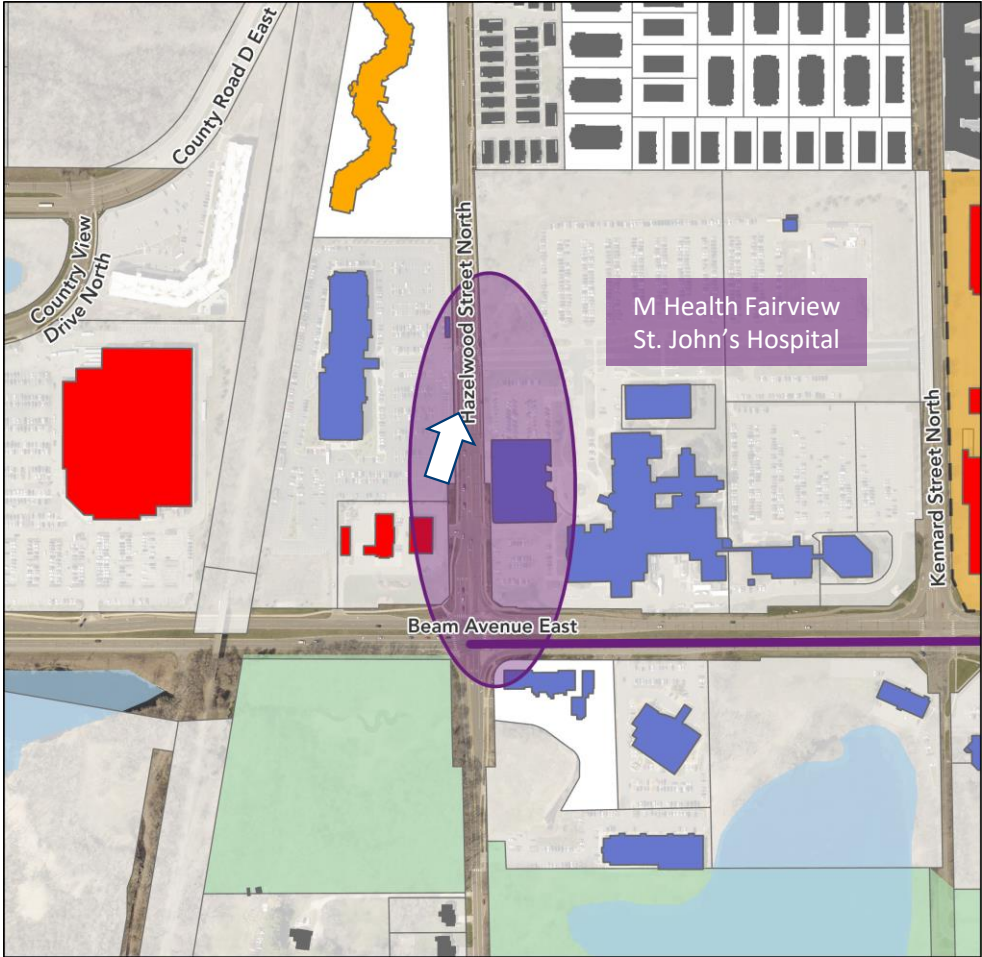 County Road D East
Country View
Drive North
Hazelwood Street North
M Health Fairview
St. John's Hospital
Kennard Street North
Beam Avenue East